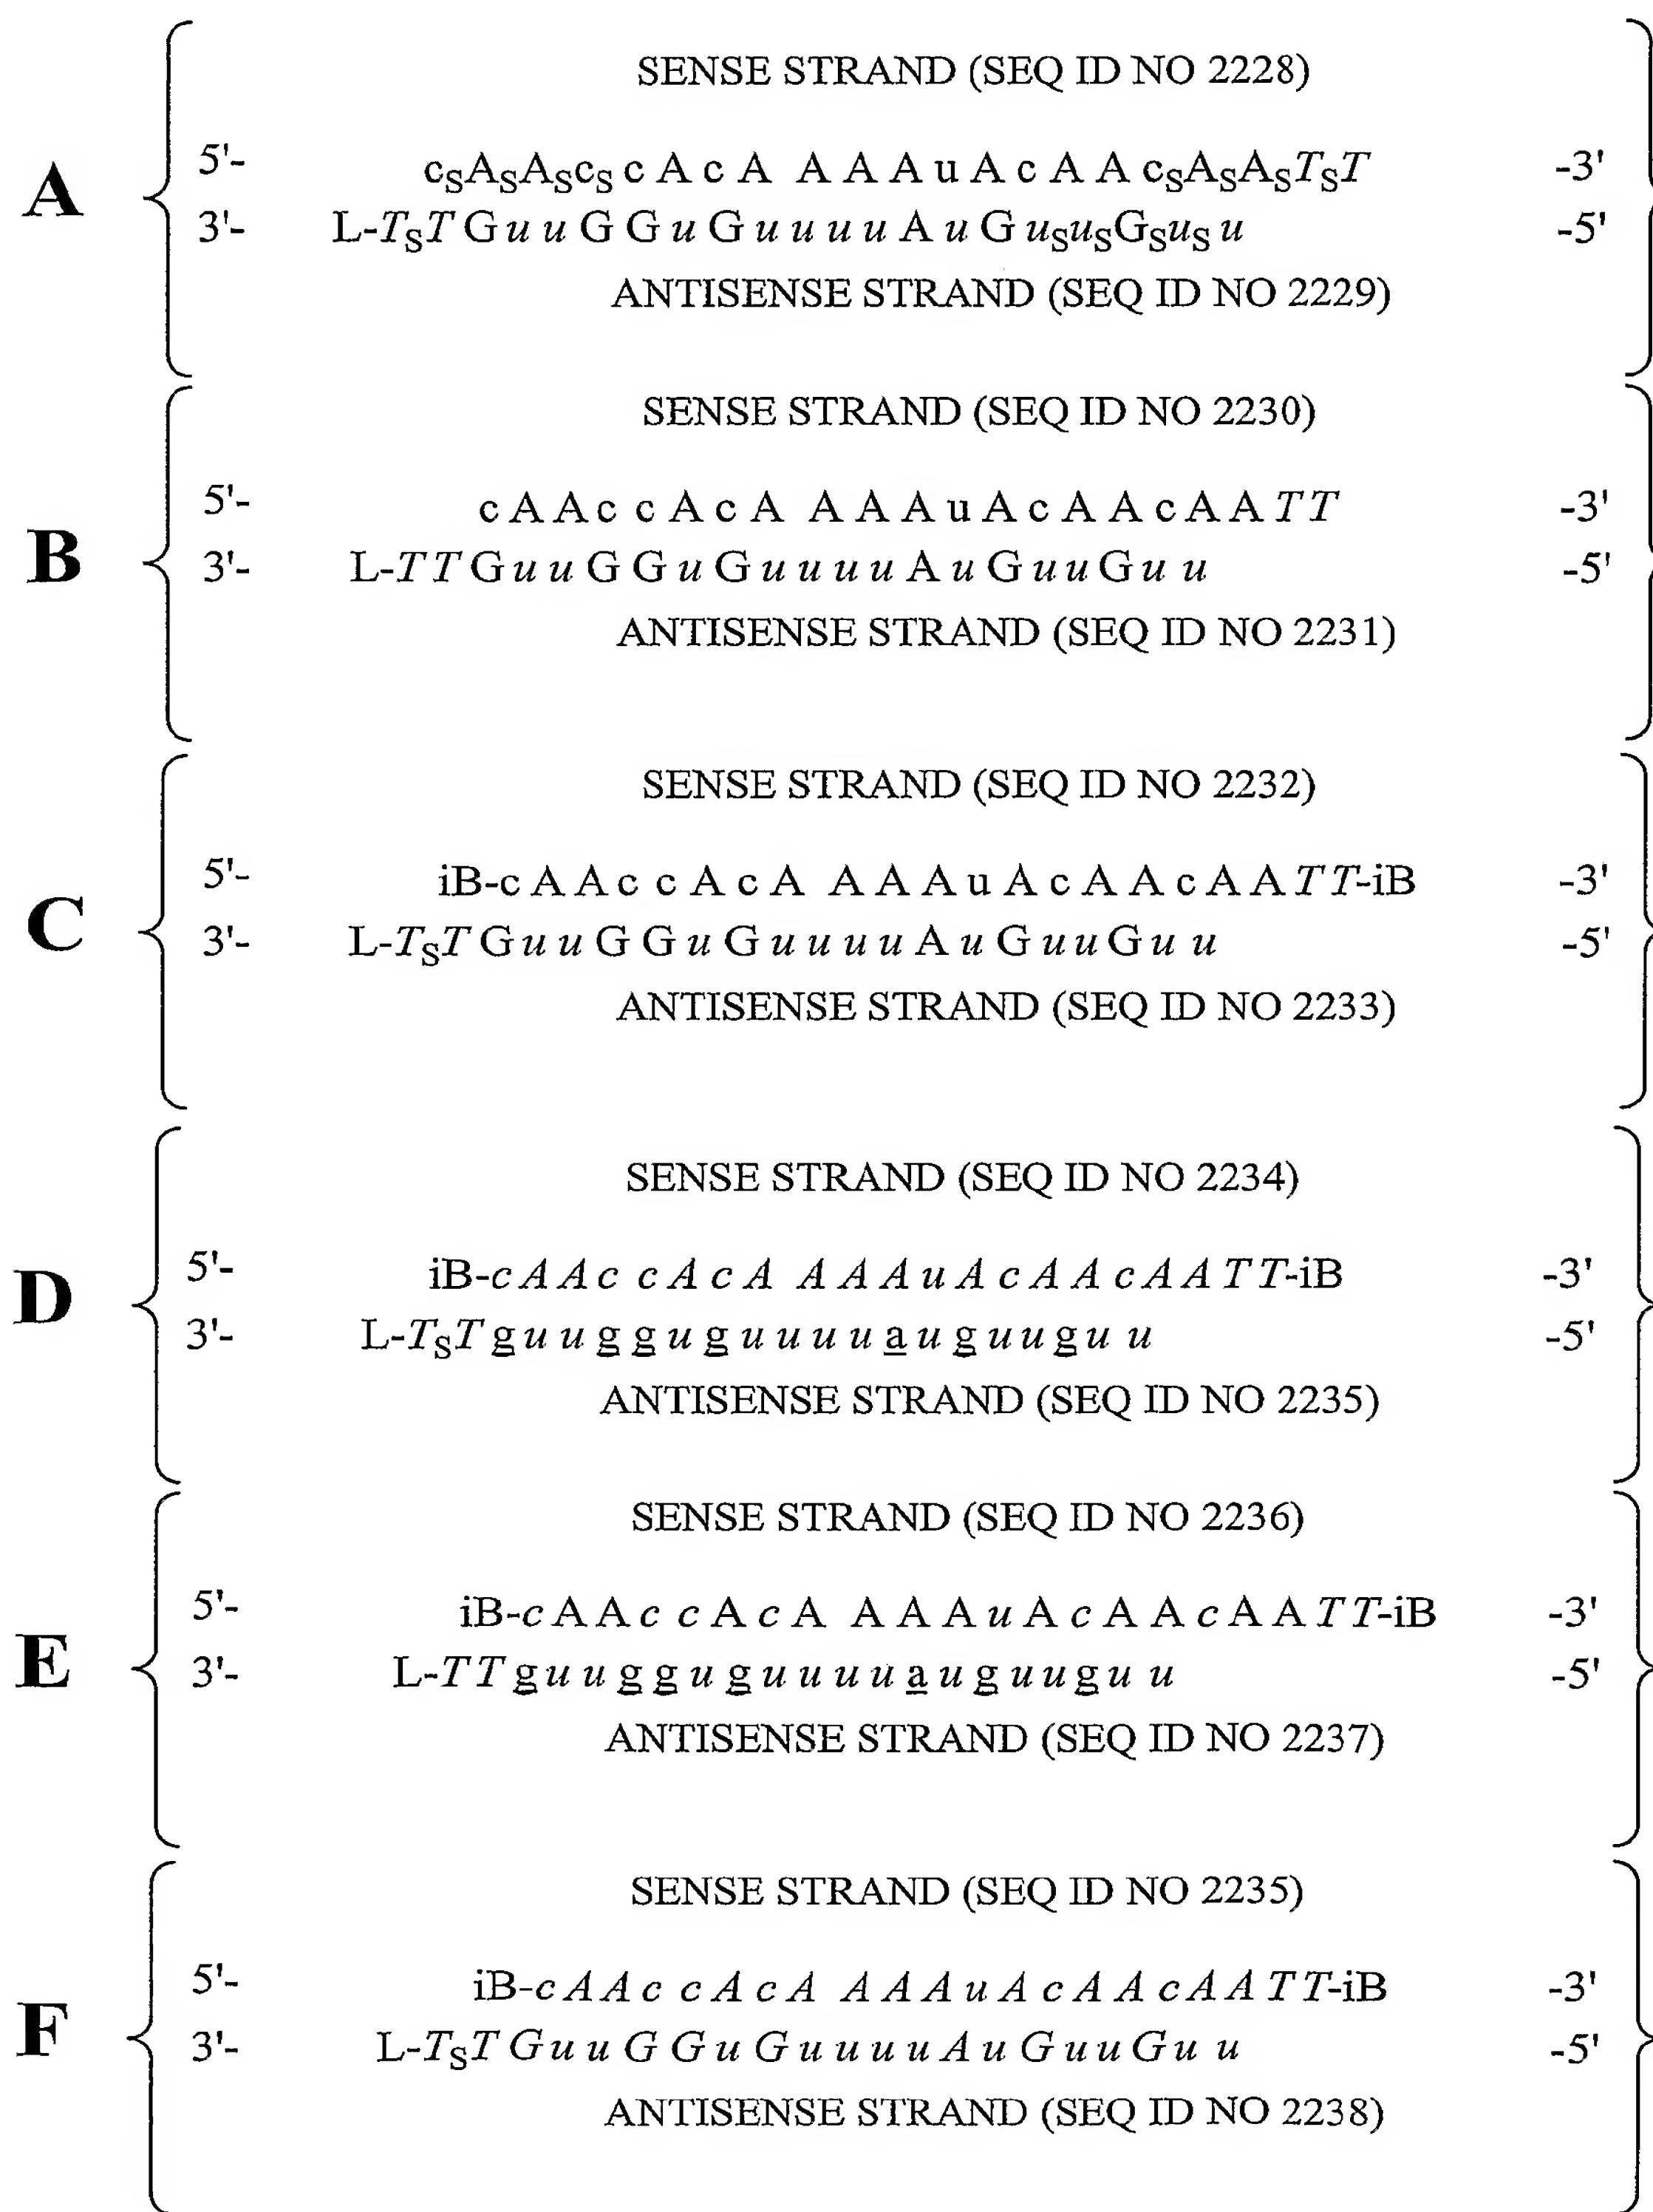 SENSE STRAND (SEQ ID NO 2228)
A
5'- cSASAScS c A c A A A A u A c A A cSASASTST -3'
3'- L-TST G u u G G u G u u u u A u G uSuSGSuS u -5'
ANTISENSE STRAND (SEQ ID NO 2229)
SENSE STRAND (SEQ ID NO 2230)
B
5'- c A A c c A c A A A A u A c A A c A A T T -3'
3'- L-T T G u u G G u G u u u u A u G u u G u u -5'
ANTISENSE STRAND (SEQ ID NO 2231)
SENSE STRAND (SEQ ID NO 2232)
C
5'- iB-c A A c c A c A A A A u A c A A c A A T T-iB -3'
3'- L-TST G u u G G u G u u u u A u G u u G u u -5'
ANTISENSE STRAND (SEQ ID NO 2233)
SENSE STRAND (SEQ ID NO 2234)
D
5'- iB-c A A c c A c A A A A u A c A A c A A T T-iB -3'
3'- L-TST g u u g g u g u u u u a u g u u g u u -5'
ANTISENSE STRAND (SEQ ID NO 2235)
SENSE STRAND (SEQ ID NO 2236)
E
5'- iB-c A A c c A c A A A A u A c A A c A A T T-iB -3'
3'- L-T T g u u g g u g u u u u a u g u u g u u -5'
ANTISENSE STRAND (SEQ ID NO 2237)
SENSE STRAND (SEQ ID NO 2235)
F
5'- iB-c A A c c A c A A A A u A c A A c A A T T-iB -3'
3'- L-TST G u u G G u G u u u u A u G u u G u u -5'
ANTISENSE STRAND (SEQ ID NO 2238)